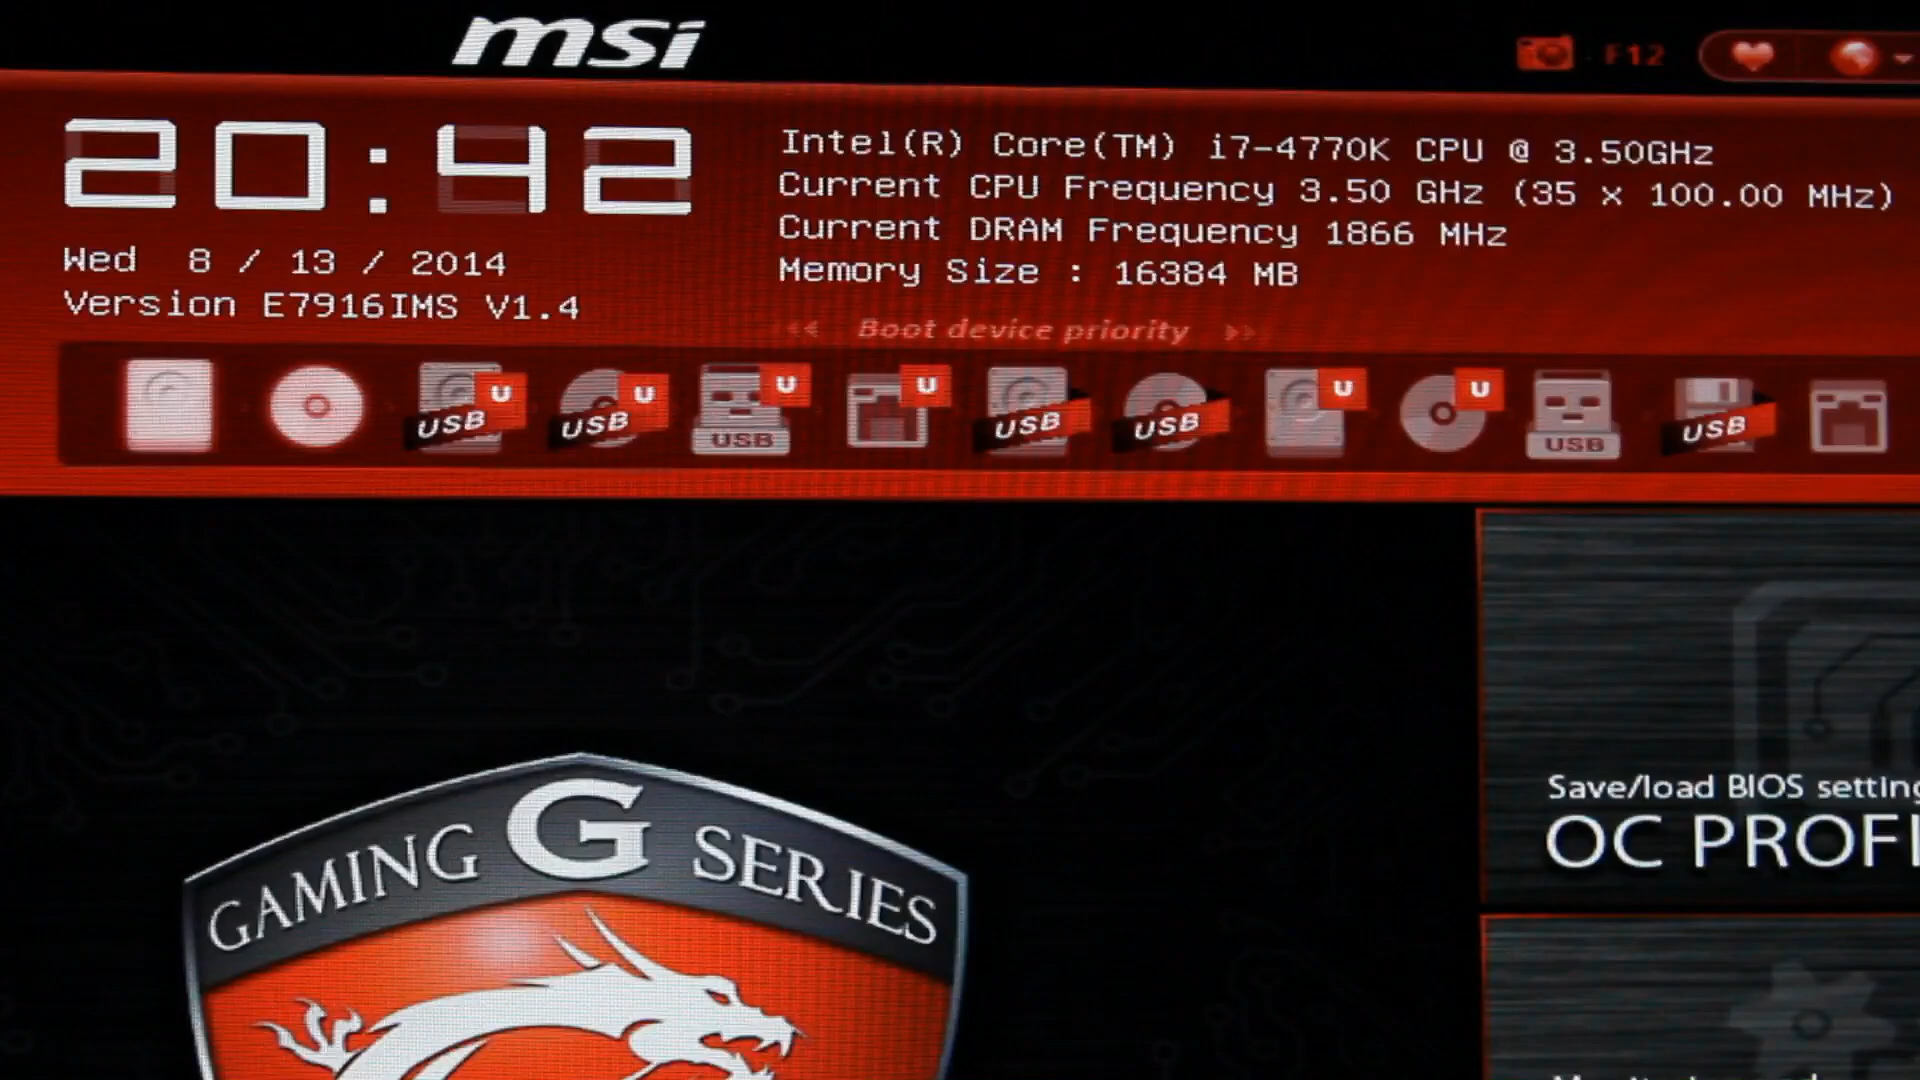 msi
F12
20:42
Intel(R) Core(TM) i7-4770K CPU @ 3.50GHz
Current CPU Frequency 3.50 GHz (35 x 100.00 MHz)
Current DRAM Frequency 1866 MHz
Memory Size : 16384 MB
Wed 8 / 13 / 2014
Version E7916IMS V1.4
Boot device priority
U U U U U U
USB USB USB USB USB USB USB
GAMING G SERIES
Save/load BIOS setting
OC PROFI